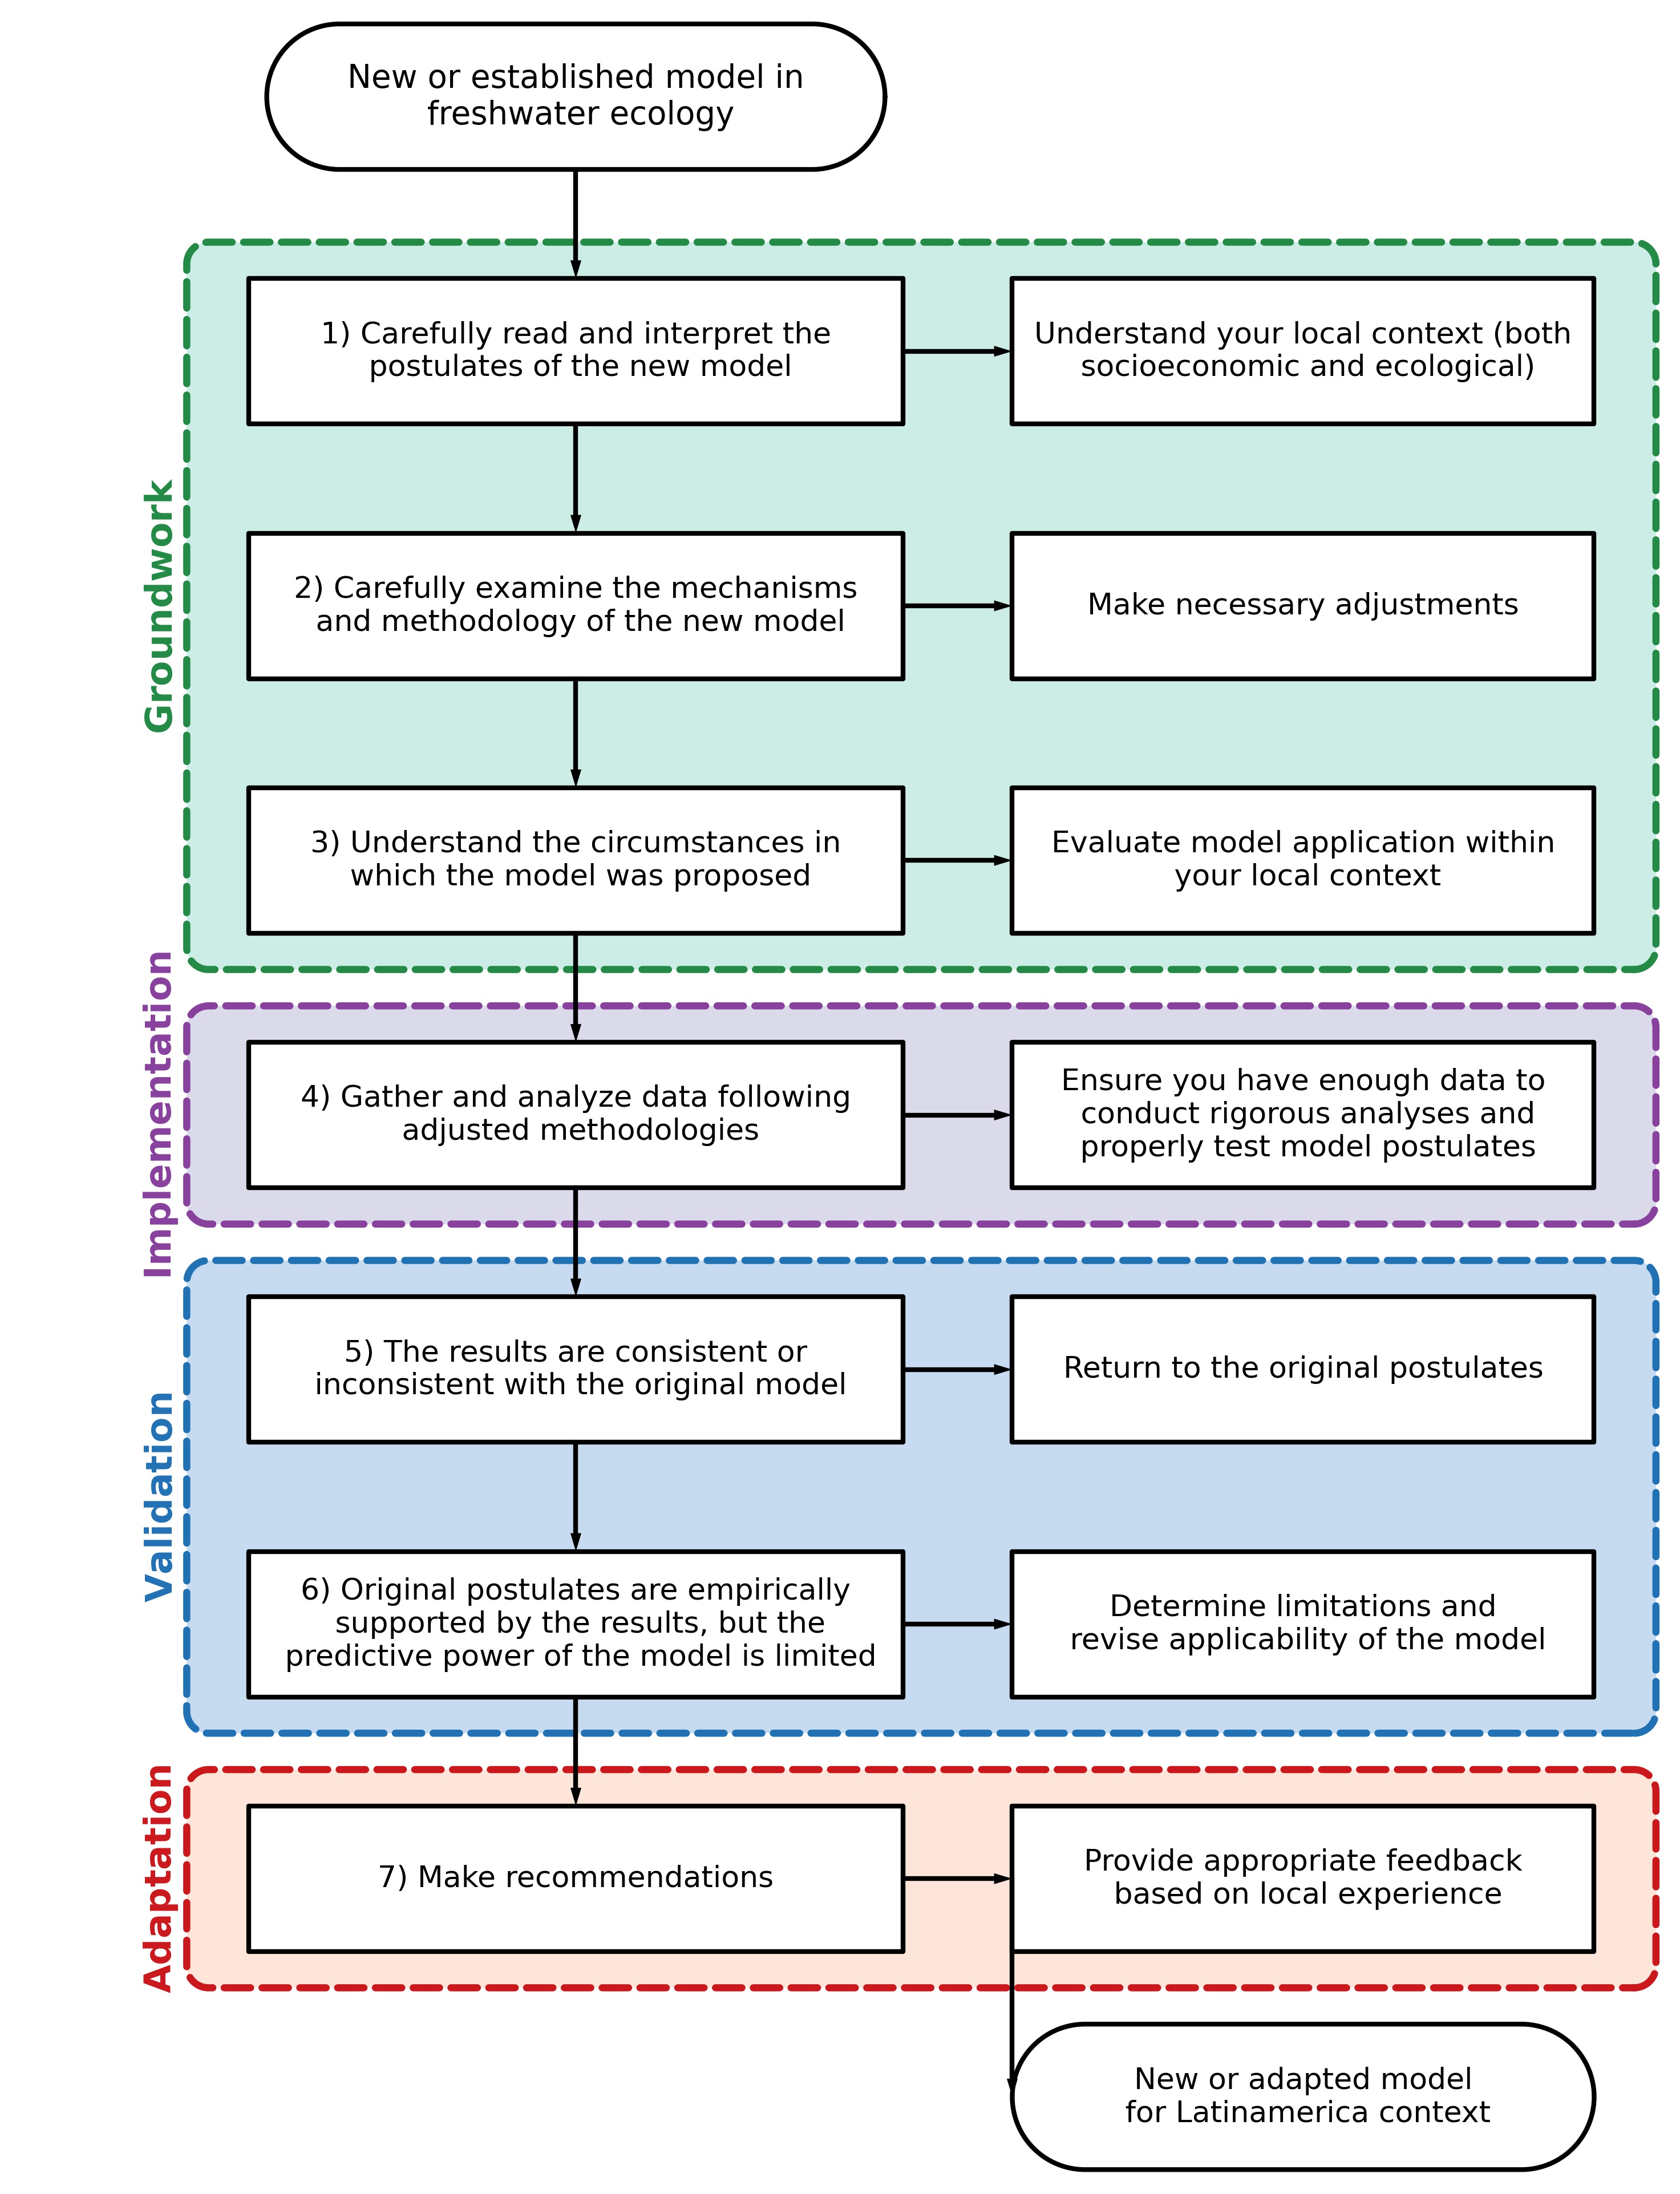 New or established model in
freshwater ecology
Groundwork
1) Carefully read and interpret the
postulates of the new model
Understand your local context (both
socioeconomic and ecological)
2) Carefully examine the mechanisms
and methodology of the new model
Make necessary adjustments
3) Understand the circumstances in
which the model was proposed
Evaluate model application within
your local context
Implementation
4) Gather and analyze data following
adjusted methodologies
Ensure you have enough data to
conduct rigorous analyses and
properly test model postulates
Validation
5) The results are consistent or
inconsistent with the original model
Return to the original postulates
6) Original postulates are empirically
supported by the results, but the
predictive power of the model is limited
Determine limitations and
revise applicability of the model
Adaptation
7) Make recommendations
Provide appropriate feedback
based on local experience
New or adapted model
for Latinamerica context